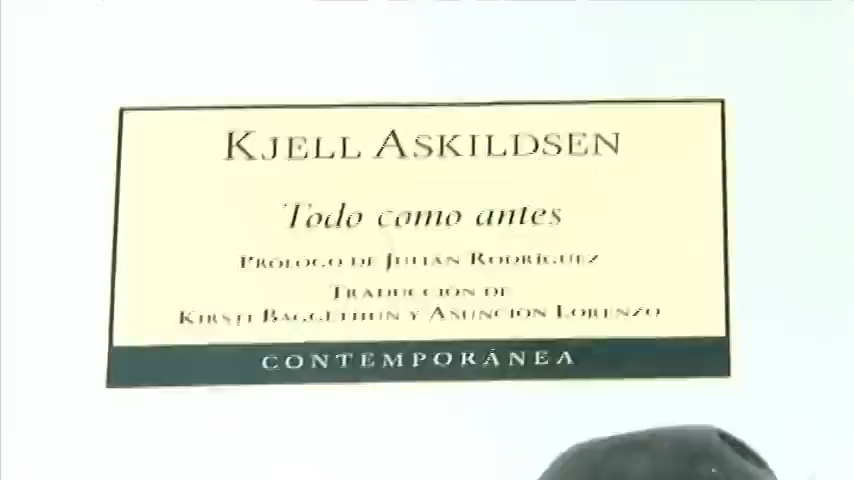 KJELL ASKILDSEN
Todo como antes
PRÓLOGO DE JULIÁN RODRÍGUEZ
TRADUCCIÓN DE
KIRSTI BAGGETHUN Y ASUNCIÓN LORENZO
CONTEMPORÁNEA